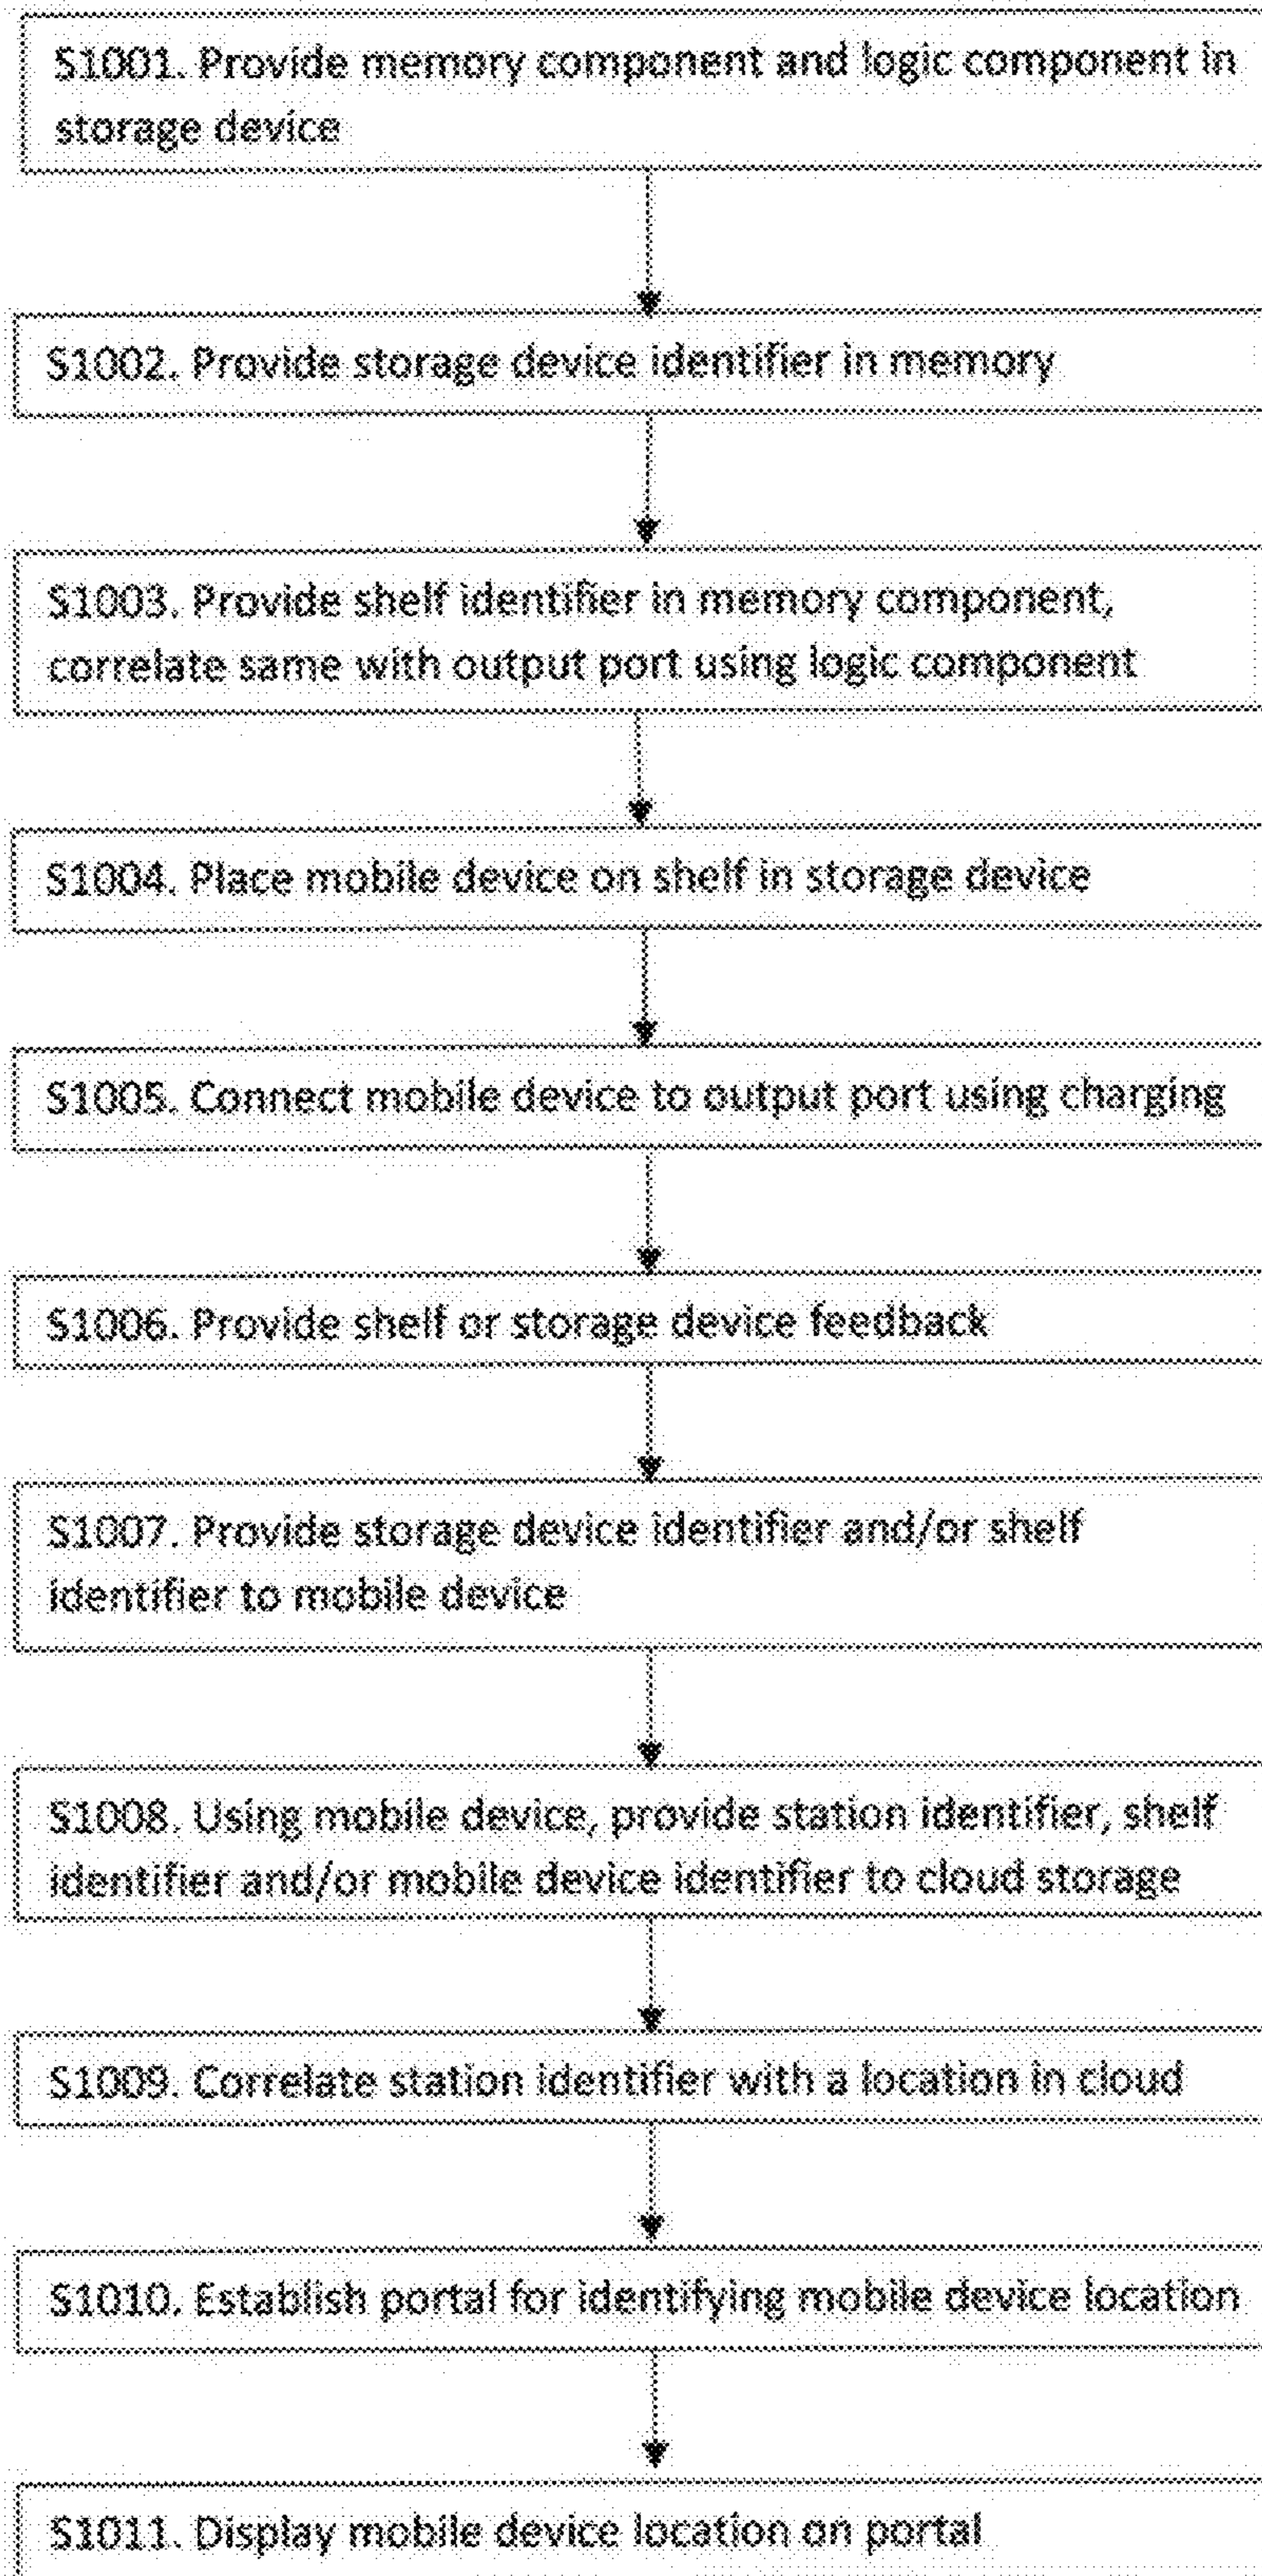 S1001. Provide memory component and logic component in
storage device
S1002. Provide storage device identifier in memory
S1003. Provide shelf identifier in memory component,
correlate same with output port using logic component
S1004. Place mobile device on shelf in storage device
S1005. Connect mobile device to output port using charging
S1006. Provide shelf or storage device feedback
S1007. Provide storage device identifier and/or shelf
identifier to mobile device
S1008. Using mobile device, provide station identifier, shelf
identifier and/or mobile device identifier to cloud storage
S1009. Correlate station identifier with a location in cloud
S1010. Establish portal for identifying mobile device location
S1011. Display mobile device location on portal